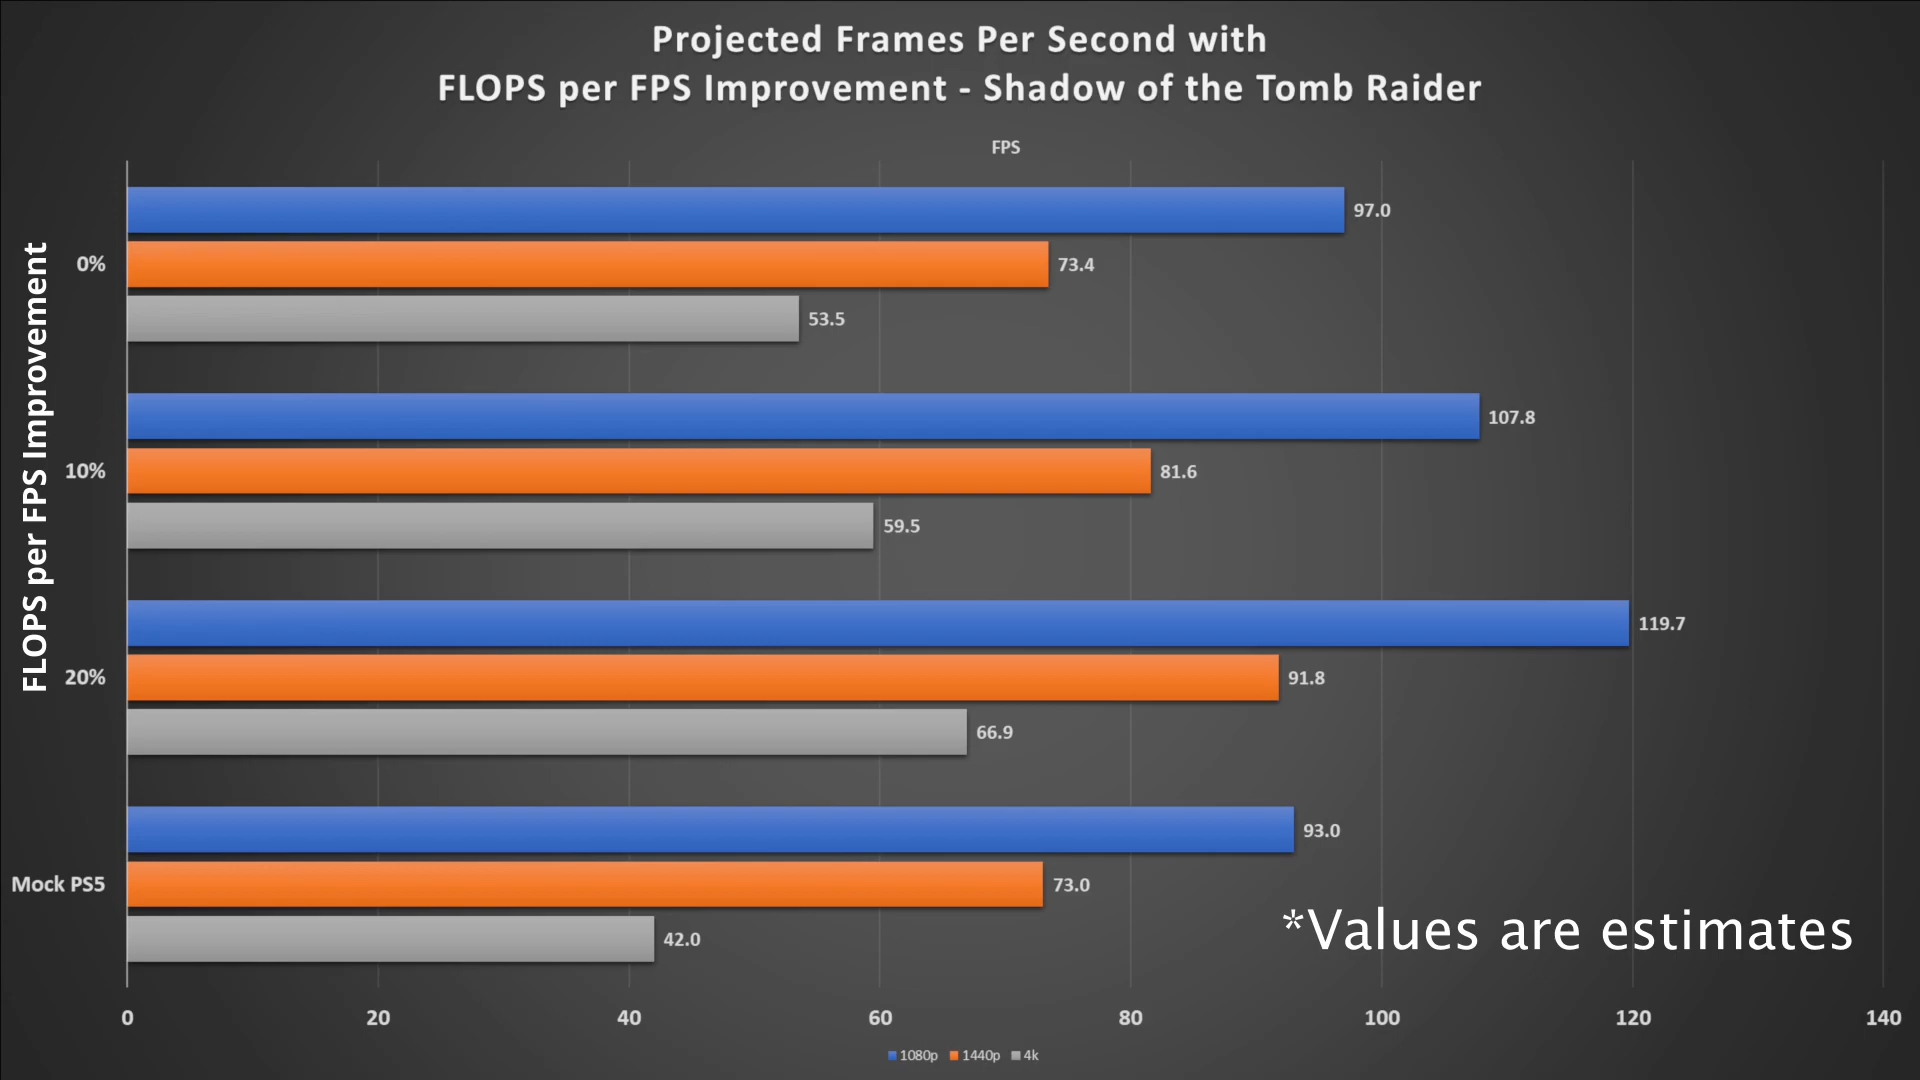 Projected Frames Per Second with
FLOPS per FPS Improvement - Shadow of the Tomb Raider
FPS
FLOPS per FPS Improvement
0%
97.0
73.4
53.5
10%
107.8
81.6
59.5
20%
119.7
91.8
66.9
Mock PS5
93.0
73.0
42.0
*Values are estimates
0 20 40 60 80 100 120 140
1080p 1440p 4k